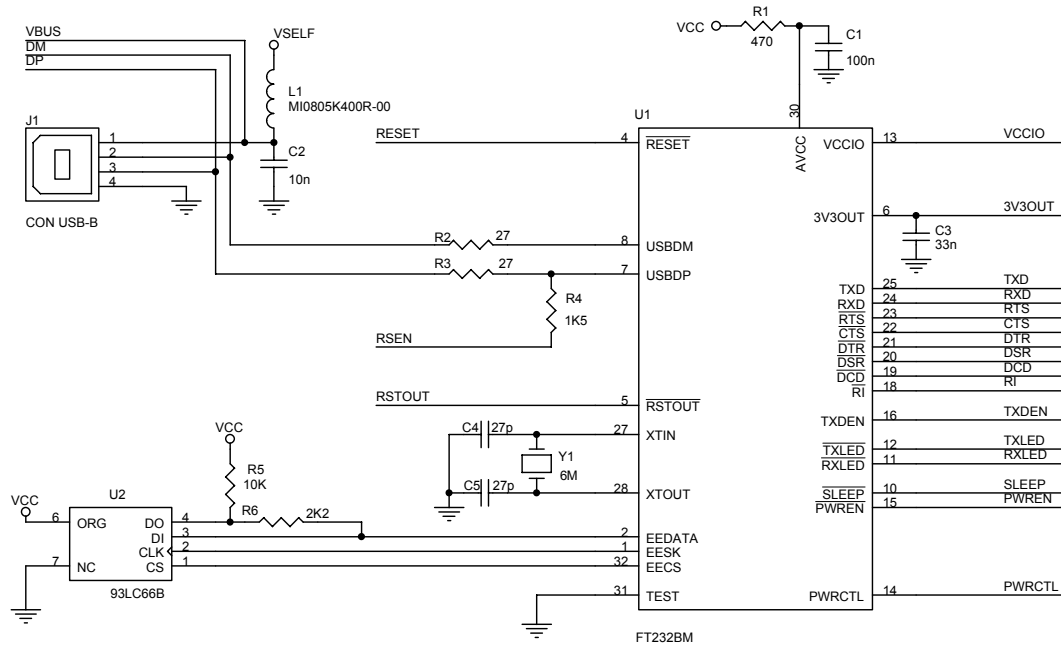 VBUS
DM
DP
VSELF
L1
MI0805K400R-00
J1
1
2
3
4
CON USB-B
C2
10n
VCC
R1
470
C1
100n
U1
30
AVCC
RESET
4
RESET
R2
27
8
USBDM
R3
27
7
USBDP
R4
1K5
RSEN
RSTOUT
5
RSTOUT
C4
27p
27
XTIN
Y1
6M
C5
27p
28
XTOUT
VCC
R5
10K
R6
2K2
U2
VCC
6
ORG
7
NC
DO
4
DI
3
CLK
2
CS
1
93LC66B
2
EEDATA
1
EESK
32
EECS
31
TEST
FT232BM
VCCIO
13
VCCIO
3V3OUT
6
3V3OUT
C3
33n
TXD
25
TXD
RXD
24
RXD
RTS
23
RTS
CTS
22
CTS
DTR
21
DTR
DSR
20
DSR
DCD
19
DCD
RI
18
RI
TXDEN
16
TXDEN
TXLED
12
TXLED
RXLED
11
RXLED
SLEEP
10
SLEEP
PWREN
15
PWREN
PWRCTL
14
PWRCTL